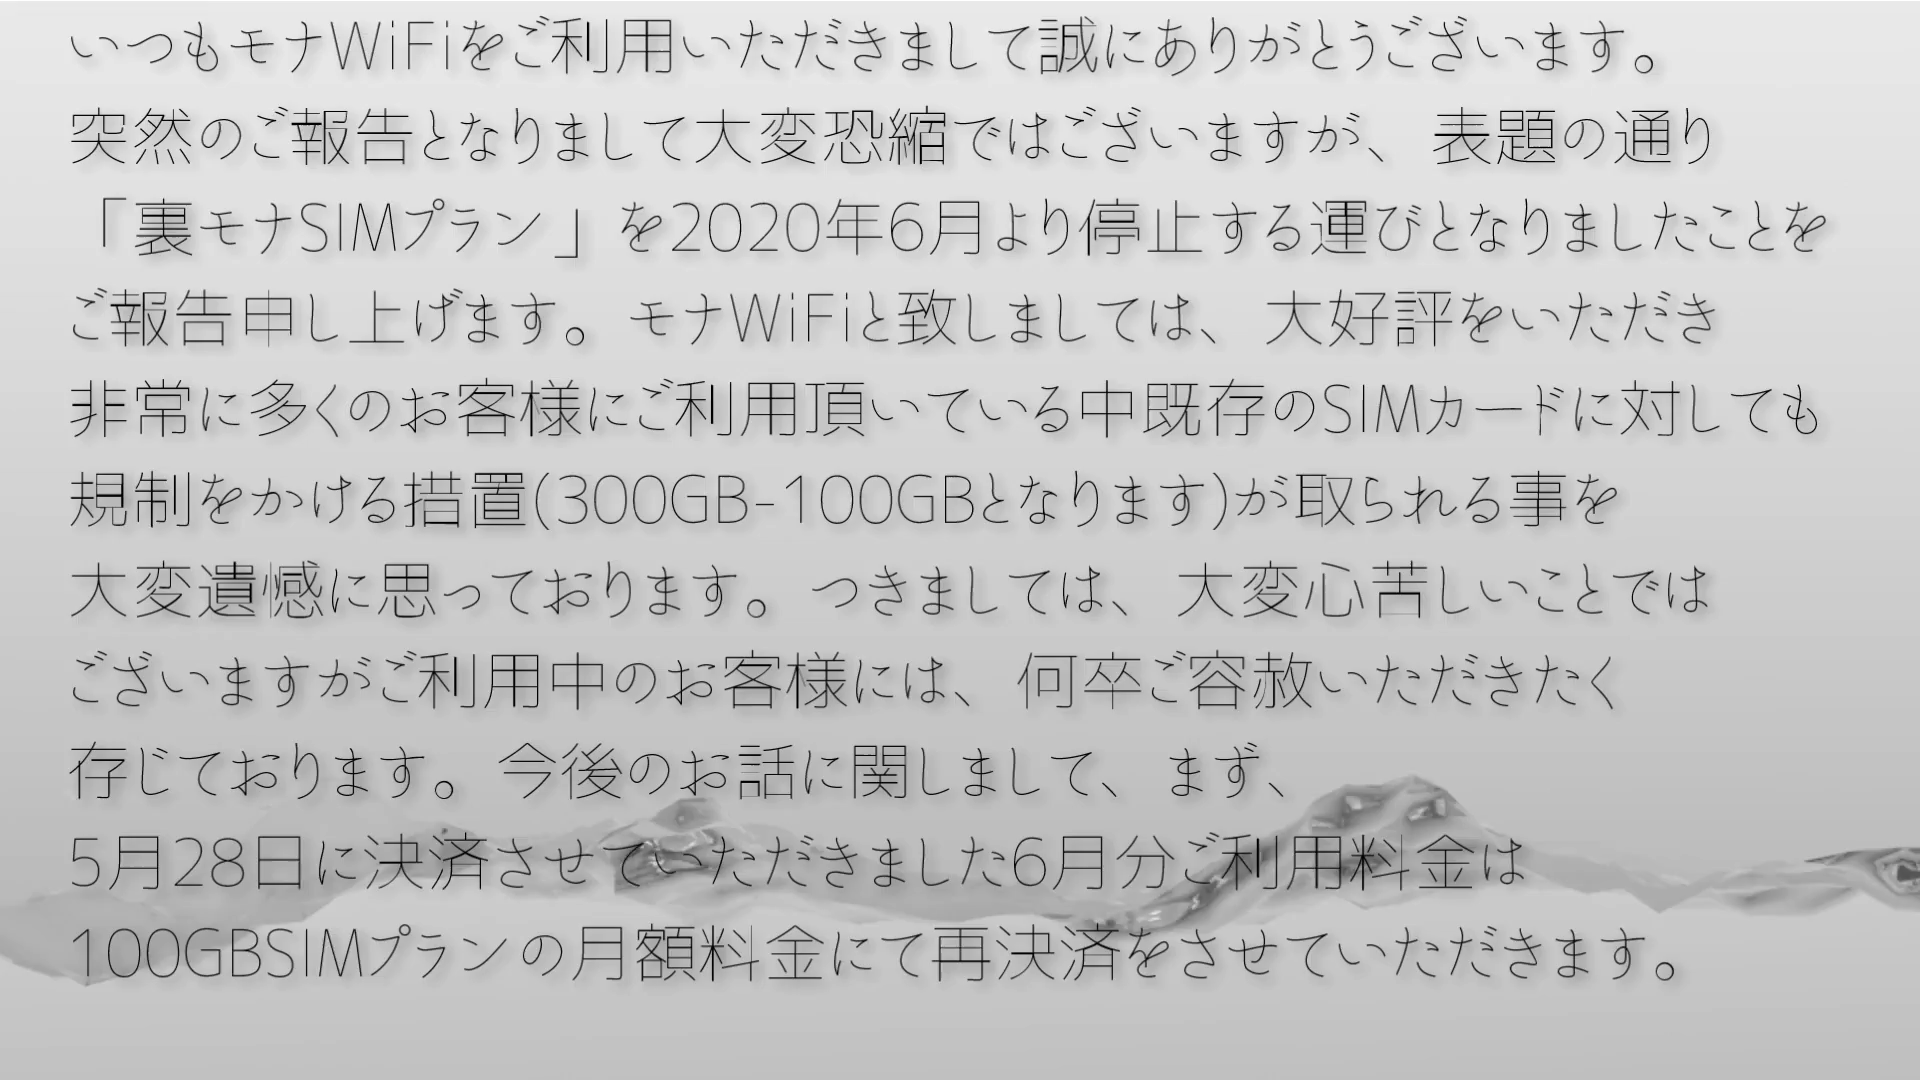 いつもモナWiFiをご利用いただきまして誠にありがとうございます。
突然のご報告となりまして大変恐縮ではございますが、表題の通り
「裏モナSIMプラン」を2020年6月より停止する運びとなりましたことを
ご報告申し上げます。モナWiFiと致しましては、大好評をいただき
非常に多くのお客様にご利用頂いている中既存のSIMカードに対しても
規制をかける措置(300GB-100GBとなります)が取られる事を
大変遺憾に思っております。つきましては、大変心苦しいことでは
ございますがご利用中のお客様には、何卒ご容赦いただきたく
存じております。今後のお話に関しまして、まず、
5月28日に決済させていただきました6月分ご利用料金は
100GBSIMプランの月額料金にて再決済をさせていただきます。